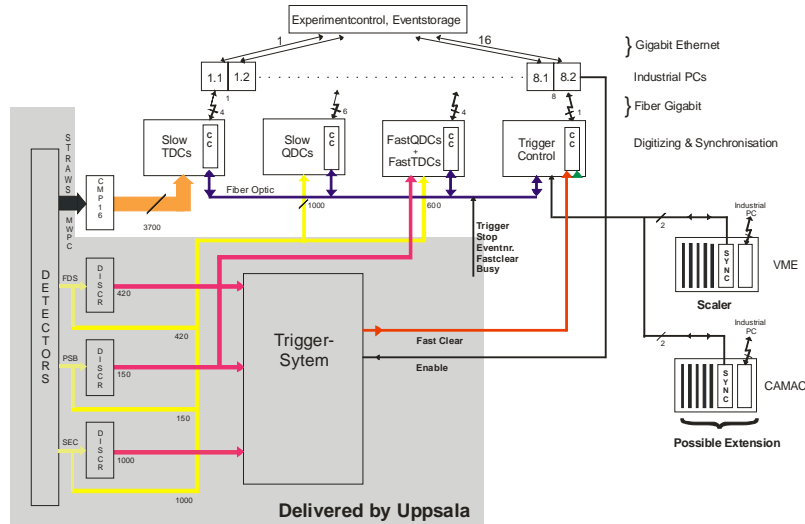 Experimentcontrol, Eventstorage
1
16
} Gigabit Ethernet
1.1
1.2
8.1
8.2
Industrial PCs
1
8
} Fiber Gigabit
4
6
4
1
Slow
TDCs
CC
Slow
QDCs
CC
FastQDCs
+
FastTDCs
CC
Trigger
Control
CC
Digitizing & Synchronisation
STRAWS
MWPC
CMP16
3700
Fiber Optic
1000
600
Trigger
Stop
Eventnr.
Fastclear
Busy
2
Industrial
PC
SYNC
VME
Scaler
DETECTORS
FDS
DISCR
420
420
Trigger-
Sytem
Fast Clear
Enable
PSB
DISCR
150
150
2
Industrial
PC
SYNC
CAMAC
Possible Extension
SEC
DISCR
1000
1000
Delivered by Uppsala